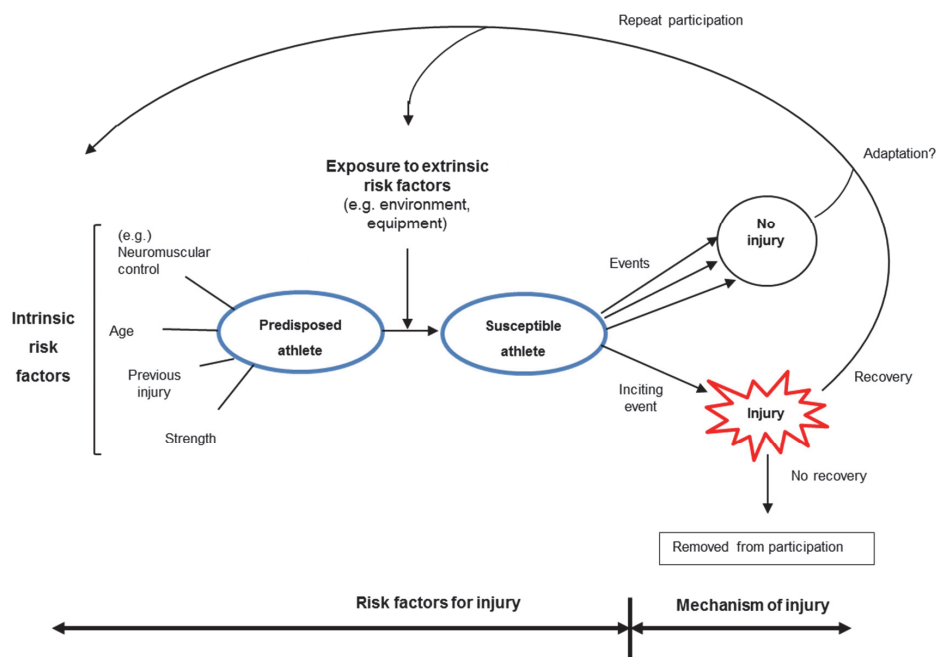 Repeat participation
Adaptation?
Exposure to extrinsic
risk factors
(e.g. environment,
equipment)
No
injury
(e.g.)
Neuromuscular
control
Events
Intrinsic
risk
factors
Age
Predisposed
athlete
Susceptible
athlete
Previous
injury
Strength
Inciting
event
Injury
Recovery
No recovery
Removed from participation
Risk factors for injury
Mechanism of injury